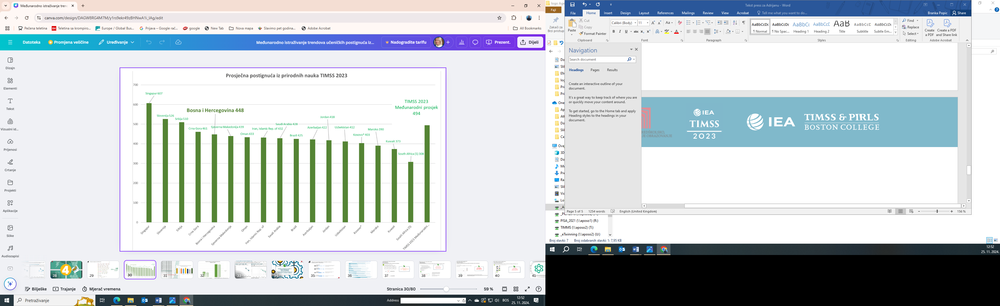 Međunarodno istraživanje tren
canva.com/design/DAGW8RG4M7M/y1rs9ekr49zBHNwA1i_lAg/edit
Pečena teletina
Teletina sa krompiro...
Europe / Global Bus...
Prijava – Google rač...
google
New Tab
Nova mapa
Slavimo pet godina...
Adobe Acrobat
All Bookmarks
Datoteka
Promjena veličine
Uređivanje
Međunarodno istraživanje trendova učeničkih postignuća iz...
Nadogradite tarifu
Prezent.
Dijeli
Dizajn
Elementi
Tekst
Vizualni id...
Prijenosi
Crtanje
Projekti
Aplikacije
Slike
Audiozapisi
Prosječna postignuća iz prirodnih nauka TIMSS 2023
700
600
500
400
300
200
100
0
Singapur 607
Slovenija 526
Srbija 510
Crna Gora 461
Bosna i Hercegovina 448
Sjeverna Makedonija 439
Oman 433
Iran, Islamic Rep. of 432
Saudi Arabia 428
Brazil 425
Azerbaijan 422
Jordan 418
Uzbekistan 412
Kosovo* 403
Maroko 390
Kuwait 373
South Africa (5) 308
TIMSS 2023
Međunarodni prosjek
494
Singapur
Slovenija
Srbija
Crna Gora
Bosna i Hercegovina
Sjeverna Makedonija
Oman
Iran, Islamic Rep. of
Saudi Arabia
Brazil
Azerbaijan
Jordan
Uzbekistan
Kosovo*
Maroko
Kuwait
South Africa (5)
TIMSS 2023 Međunarodni...
28
29
30
31
32
33
34
35
36
37
38
39
40
41
Bilješke
Trajanje
Mjerač vremena
Stranica 30/80
59 %
Pretraživanje
Address
BOS
12:52
25. 11. 2024.
logo Age
Fajl
Zakači za
Brzi pristup
Tekst press za Adrijanu - Word
File
Home
Insert
Design
Layout
References
Mailings
Review
View
Acrobat
Tell me what you want to do...
Branka Popic
Share
Paste
Cut
Copy
Format Painter
Clipboard
Calibri (Body)
11
Font
Paragraph
AaBbCcDc
¶ Normal
AaBbCcDc
¶ No Spac...
AaBbCc
Heading 1
AaBbCcD
Heading 2
AaB
Title
AaBbCcD
Subtitle
AaBbCcDc
Subtle Em...
Styles
Find
Replace
Select
Editing
Create
a PDF
Create a PDF
and Share link
Adobe Acrobat
Navigation
Search document
Headings
Pages
Results
Create an interactive outline of your
document.
It's a great way to keep track of where you are
or quickly move your content around.
To get started, go to the Home tab and apply
Heading styles to the headings in your
document.
REDŠKOLSKO,
JE OBRAZOVANJE
IEA
TIMSS
2023
IEA
TIMSS & PIRLS
BOSTON COLLEGE
Page 5 of 5
1254 words
English (United Kingdom)
156 %
PISA_2021 (\\aposo1) (R:)
TIMMS (\\aposo2) (T:)
_eTwinning (\\aposo2) (U:)
Broj stavki: 7
Broj odabranih stavki: 1: 7,95 KB
12:52
25. 11. 2024.